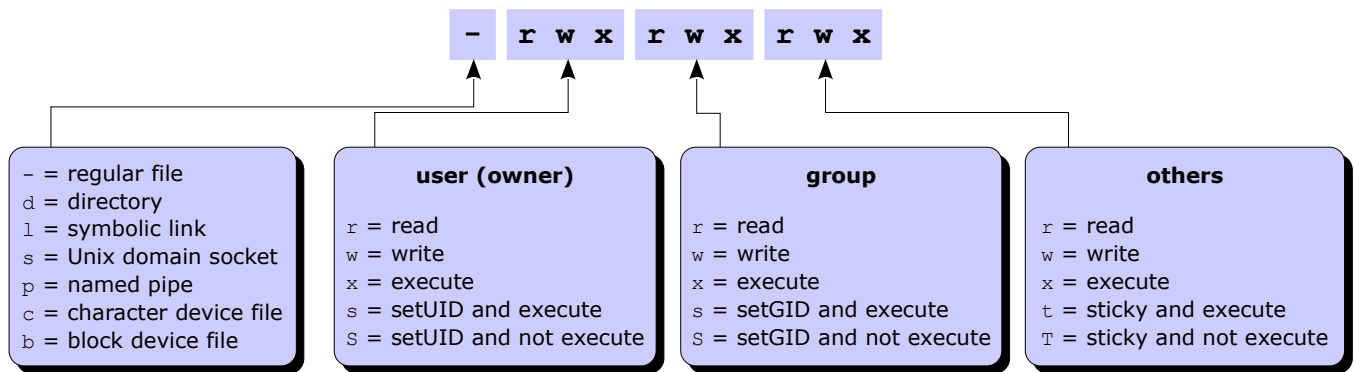 - r w x r w x r w x
- = regular file
d = directory
l = symbolic link
s = Unix domain socket
p = named pipe
c = character device file
b = block device file
user (owner)
r = read
w = write
x = execute
s = setUID and execute
S = setUID and not execute
group
r = read
w = write
x = execute
s = setGID and execute
S = setGID and not execute
others
r = read
w = write
x = execute
t = sticky and execute
T = sticky and not execute